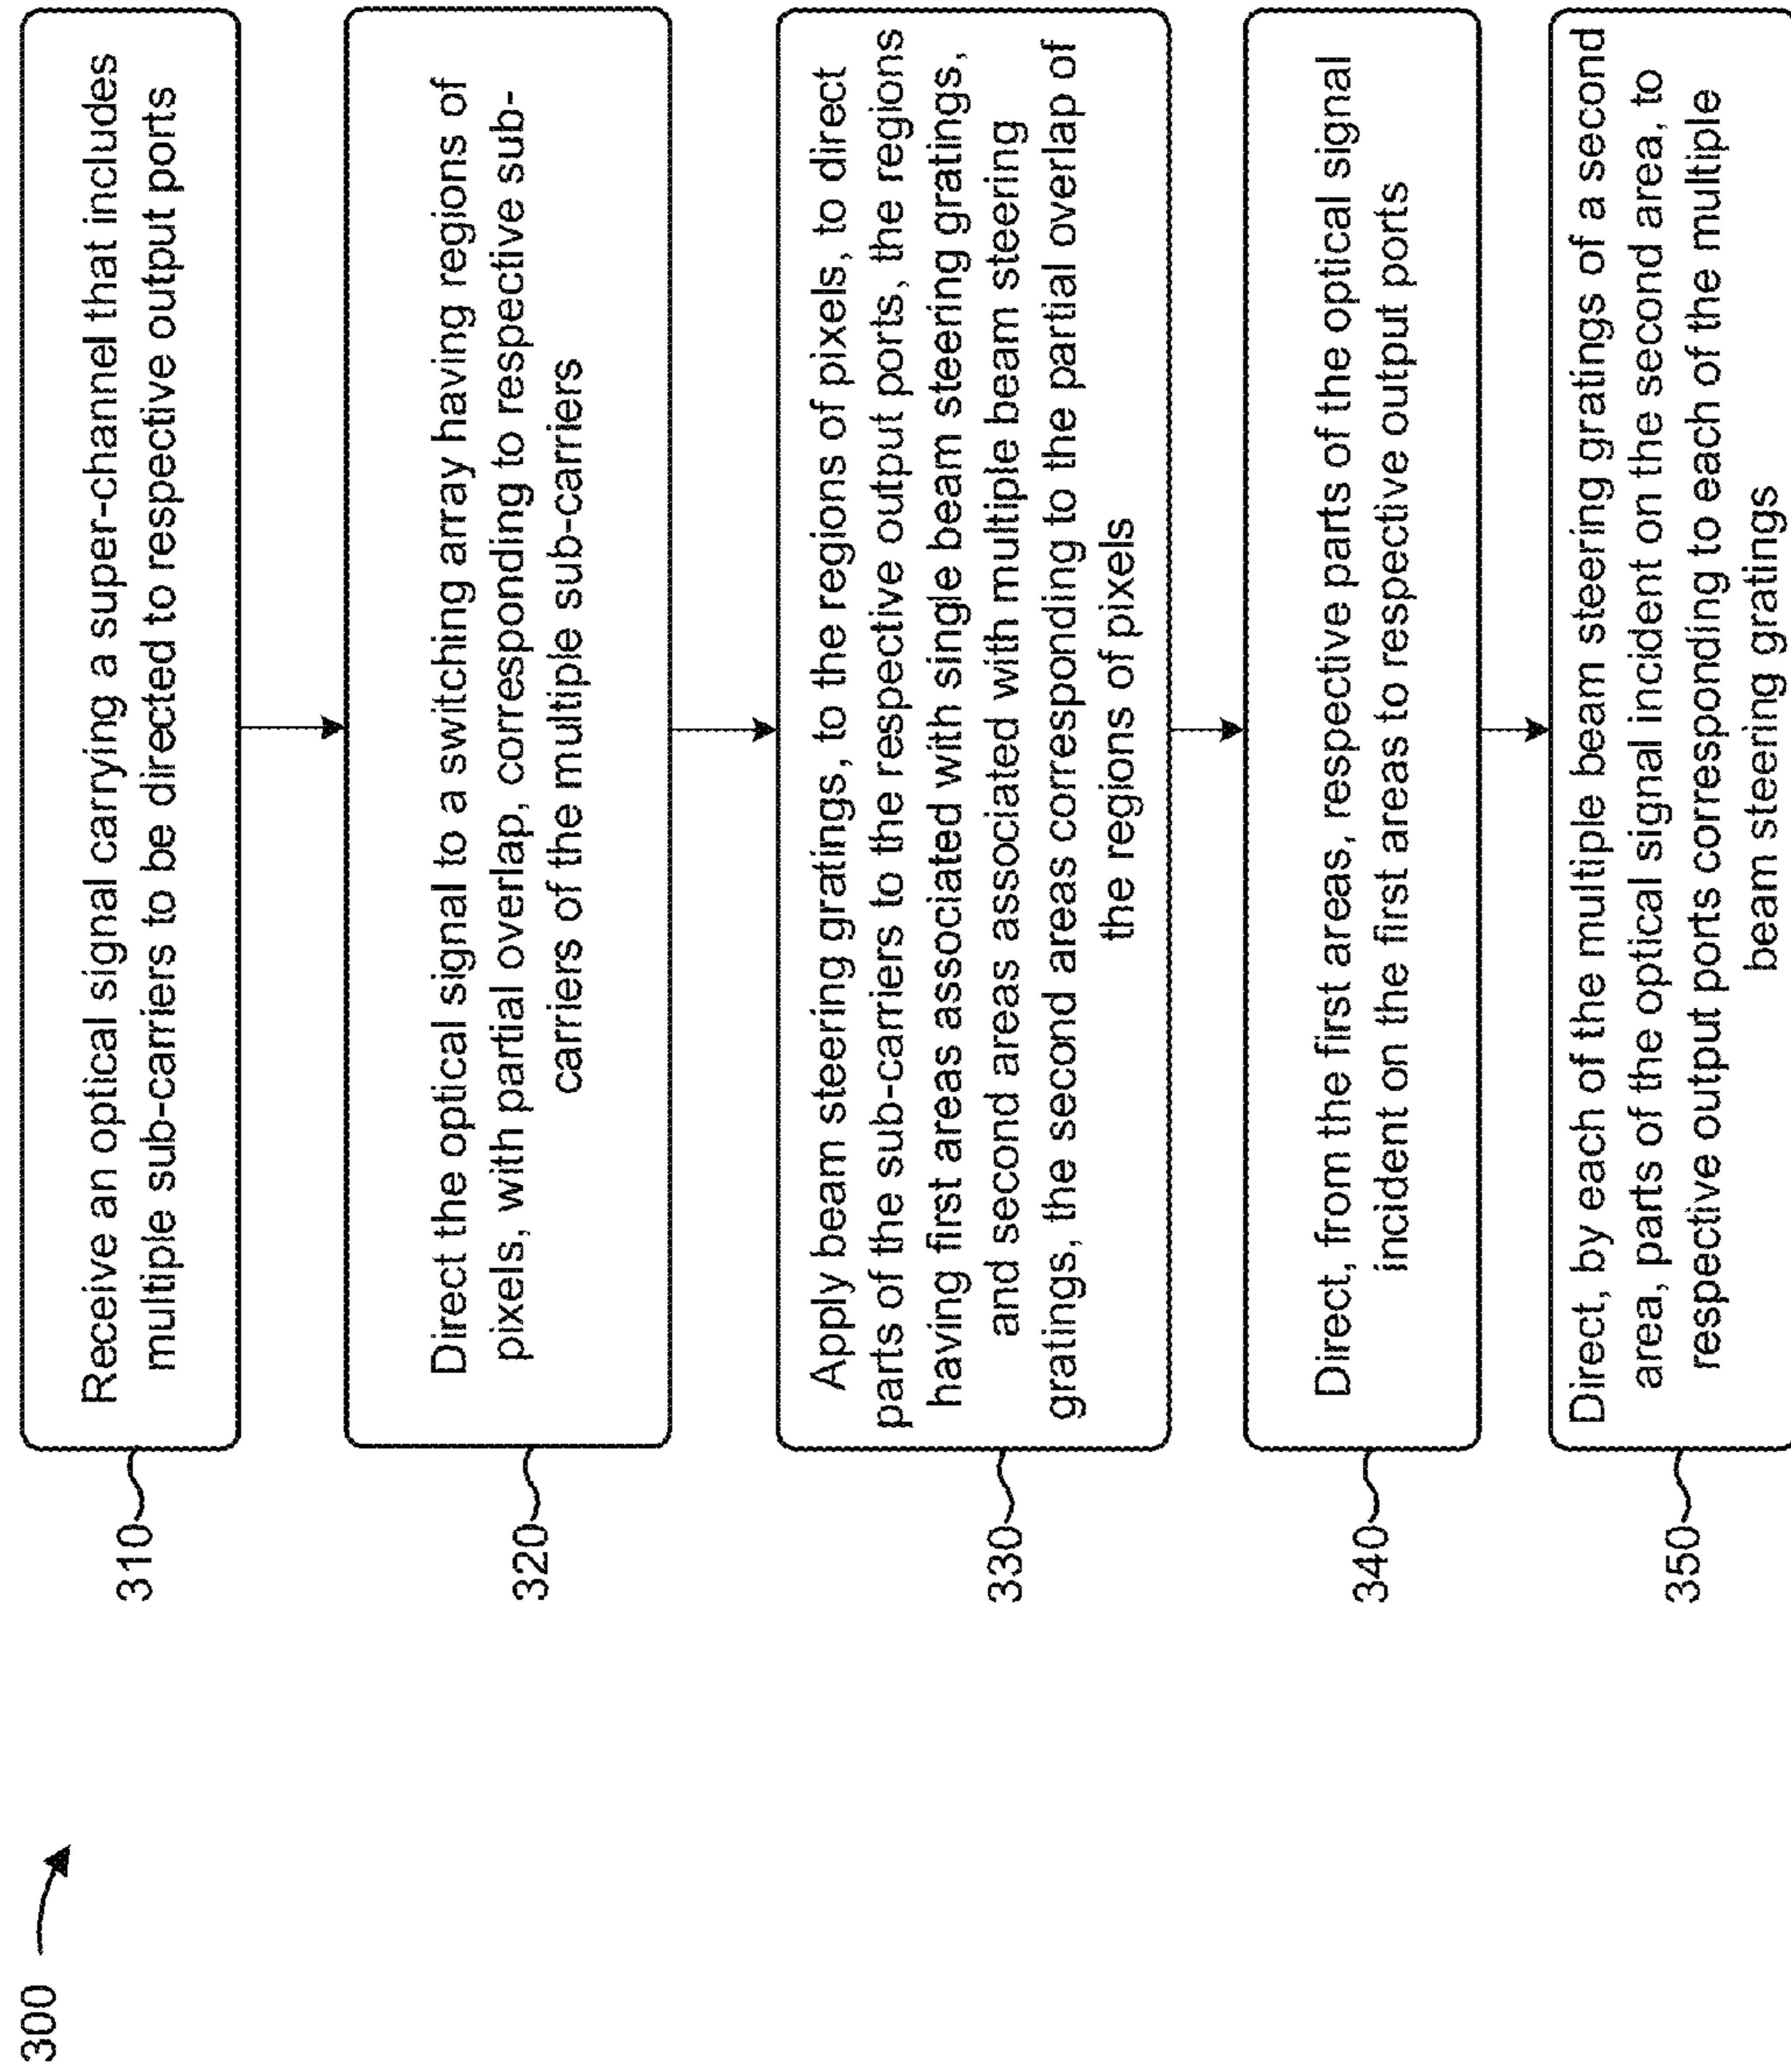 300
310
Receive an optical signal carrying a super-channel that includes
multiple sub-carriers to be directed to respective output ports
320
Direct the optical signal to a switching array having regions of
pixels, with partial overlap, corresponding to respective sub-
carriers of the multiple sub-carriers
330
Apply beam steering gratings, to the regions of pixels, to direct
parts of the sub-carriers to the respective output ports, the regions
having first areas associated with single beam steering gratings,
and second areas associated with multiple beam steering
gratings, the second areas corresponding to the partial overlap of
the regions of pixels
340
Direct, from the first areas, respective parts of the optical signal
incident on the first areas to respective output ports
350
Direct, by each of the multiple beam steering gratings of a second
area, parts of the optical signal incident on the second area, to
respective output ports corresponding to each of the multiple
beam steering gratings